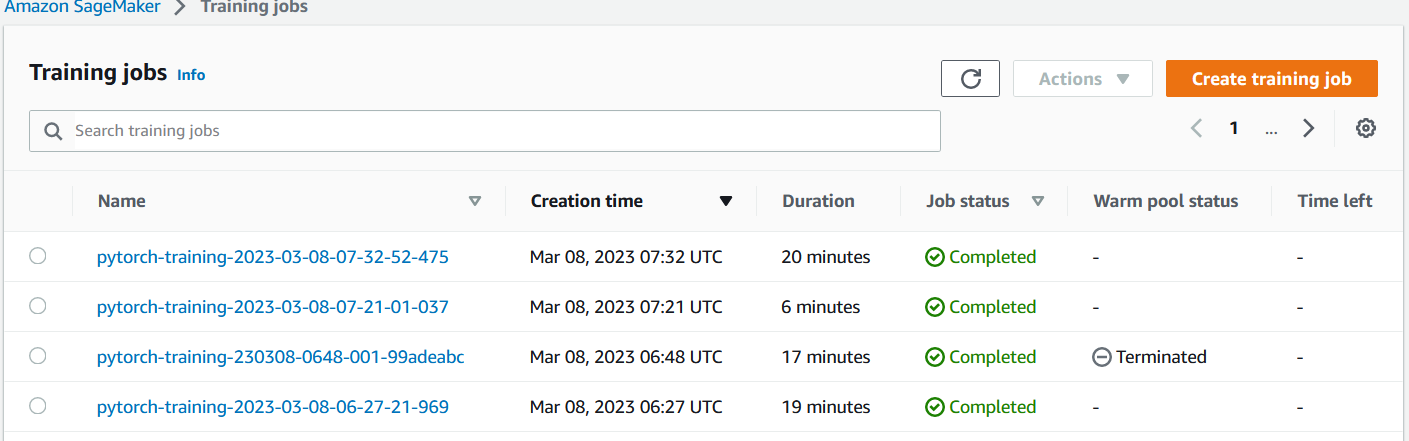 Amazon SageMaker > Training jobs
Training jobs Info
Actions Create training job
Search training jobs
1 ...
Name Creation time Duration Job status Warm pool status Time left
pytorch-training-2023-03-08-07-32-52-475 Mar 08, 2023 07:32 UTC 20 minutes Completed - -
pytorch-training-2023-03-08-07-21-01-037 Mar 08, 2023 07:21 UTC 6 minutes Completed - -
pytorch-training-230308-0648-001-99adeabc Mar 08, 2023 06:48 UTC 17 minutes Completed Terminated -
pytorch-training-2023-03-08-06-27-21-969 Mar 08, 2023 06:27 UTC 19 minutes Completed - -